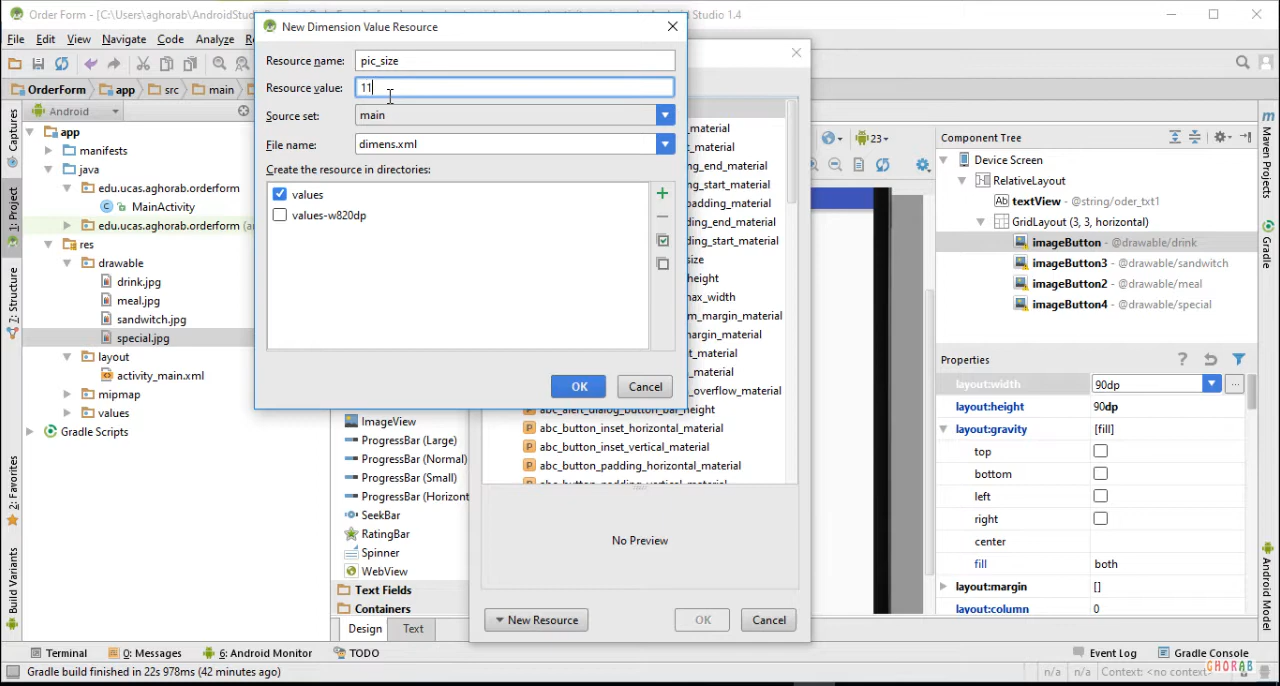 Order Form - [C:\Users\aghorab\AndroidStu
Android Studio 1.4
New Dimension Value Resource
File Edit View Navigate Code Analyze
Resource name: pic_size
Resource value: 11
Source set: main
File name: dimens.xml
Create the resource in directories:
values
values-w820dp
OK
Cancel
OrderForm app src main
Android
app
manifests
java
edu.ucas.aghorab.orderform
MainActivity
edu.ucas.aghorab.orderform
res
drawable
drink.jpg
meal.jpg
sandwitch.jpg
special.jpg
layout
activity_main.xml
mipmap
values
Gradle Scripts
Captures
1: Project
7: Structure
2: Favorites
Build Variants
_material
_material
ng_end_material
ng_start_material
padding_material
ding_end_material
ding_start_material
size
height
max_width
m_margin_material
margin_material
t_material
t_material
_overflow_material
abc_alert_dialog_button_bar_height
abc_button_inset_horizontal_material
abc_button_inset_vertical_material
abc_button_padding_horizontal_material
abc_button_padding_vertical_material
No Preview
New Resource
OK
Cancel
ImageView
ProgressBar (Large)
ProgressBar (Normal)
ProgressBar (Small)
ProgressBar (Horizont
SeekBar
RatingBar
Spinner
WebView
Text Fields
Containers
Design Text
23
Component Tree
Device Screen
RelativeLayout
textView - @string/oder_txt1
GridLayout (3, 3, horizontal)
imageButton - @drawable/drink
imageButton3 - @drawable/sandwitch
imageButton2 - @drawable/meal
imageButton4 - @drawable/special
Properties
layout:width 90dp
layout:height 90dp
layout:gravity [fill]
top
bottom
left
right
center
fill both
layout:margin []
layout:column 0
Maven Projects
Gradle
Android Model
Terminal 0: Messages 6: Android Monitor TODO
Event Log Gradle Console
Gradle build finished in 22s 978ms (42 minutes ago)
n/a n/a Context: <no context>
GHORAB